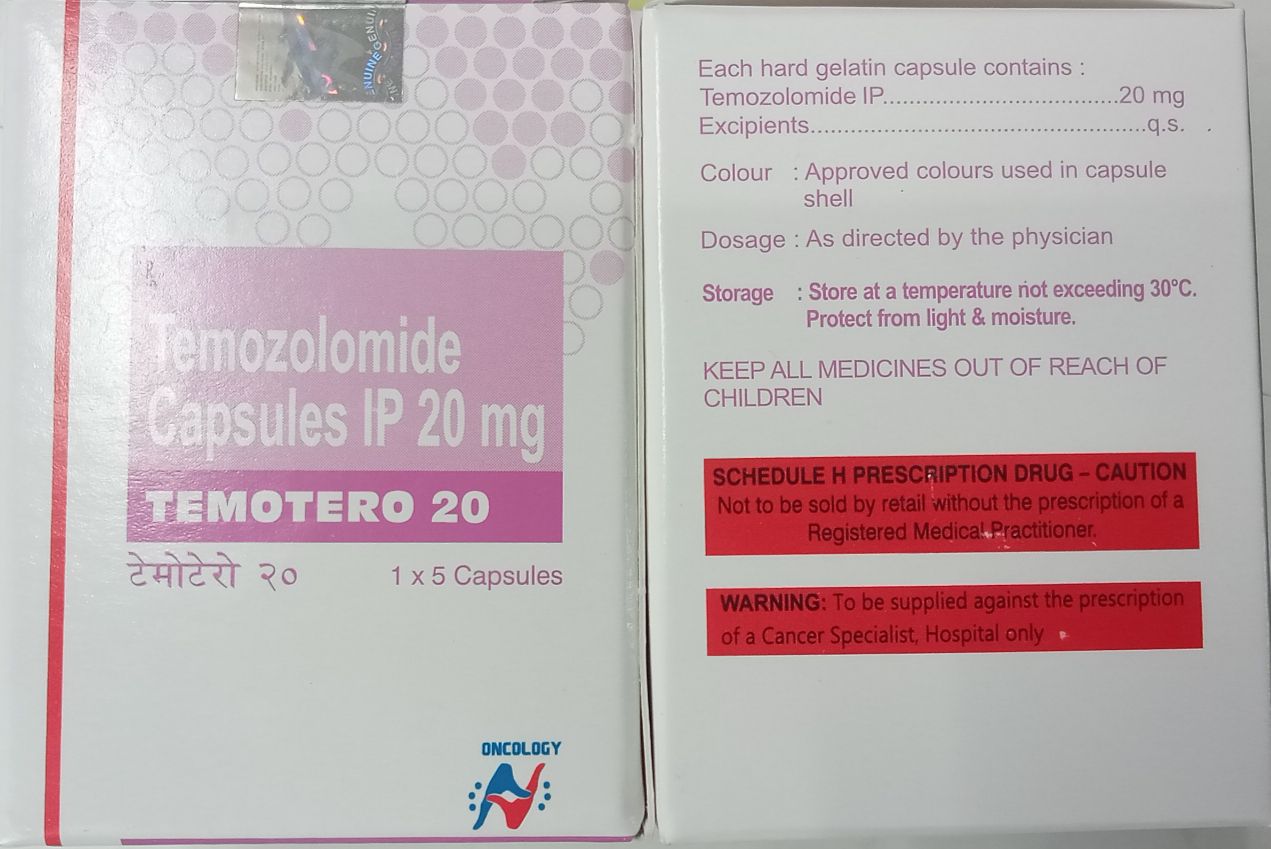 GENUINE
GENUIN
℞
Temozolomide
Capsules IP 20 mg
TEMOTERO 20
टेमोटेरो २०
1 x 5 Capsules
ONCOLOGY
Each hard gelatin capsule contains :
Temozolomide IP...................................20 mg
Excipients..................................................q.s.
Colour : Approved colours used in capsule
shell
Dosage : As directed by the physician
Storage : Store at a temperature not exceeding 30°C.
Protect from light & moisture.
KEEP ALL MEDICINES OUT OF REACH OF
CHILDREN
SCHEDULE H PRESCRIPTION DRUG – CAUTION
Not to be sold by retail without the prescription of a
Registered Medical Practitioner.
WARNING: To be supplied against the prescription
of a Cancer Specialist, Hospital only